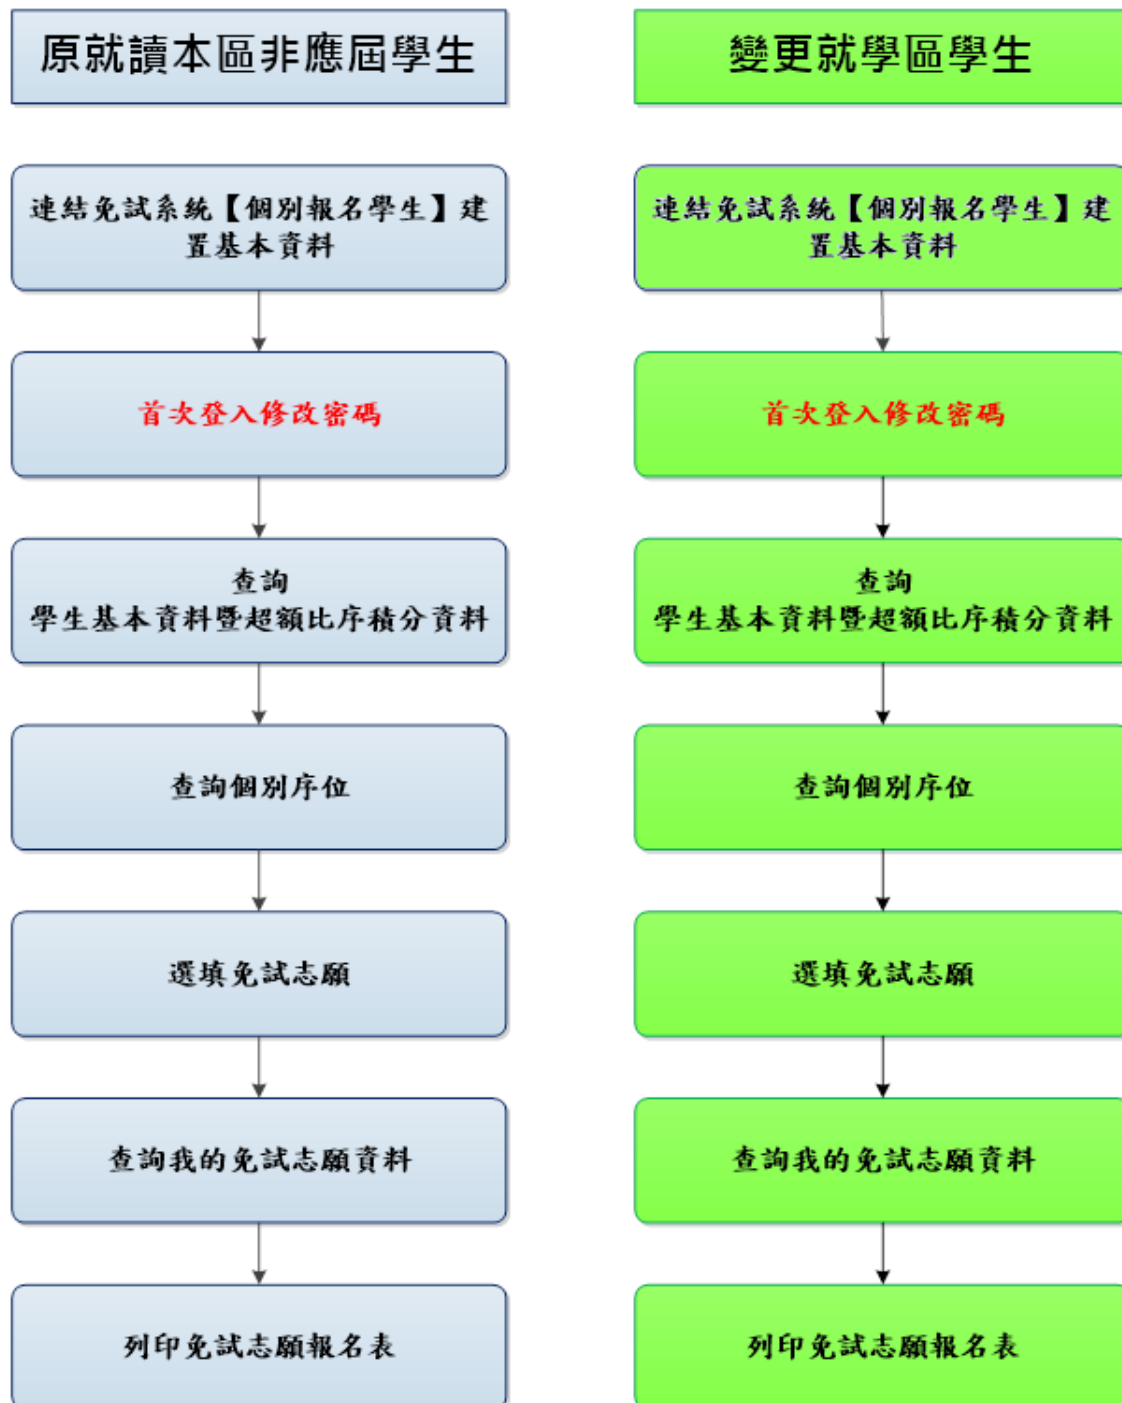 原就讀本區非應屆學生
連結免試系統【個別報名學生】建
置基本資料
首次登入修改密碼
查詢
學生基本資料暨超額比序積分資料
查詢個別序位
選填免試志願
查詢我的免試志願資料
列印免試志願報名表
變更就學區學生
連結免試系統【個別報名學生】建
置基本資料
首次登入修改密碼
查詢
學生基本資料暨超額比序積分資料
查詢個別序位
選填免試志願
查詢我的免試志願資料
列印免試志願報名表